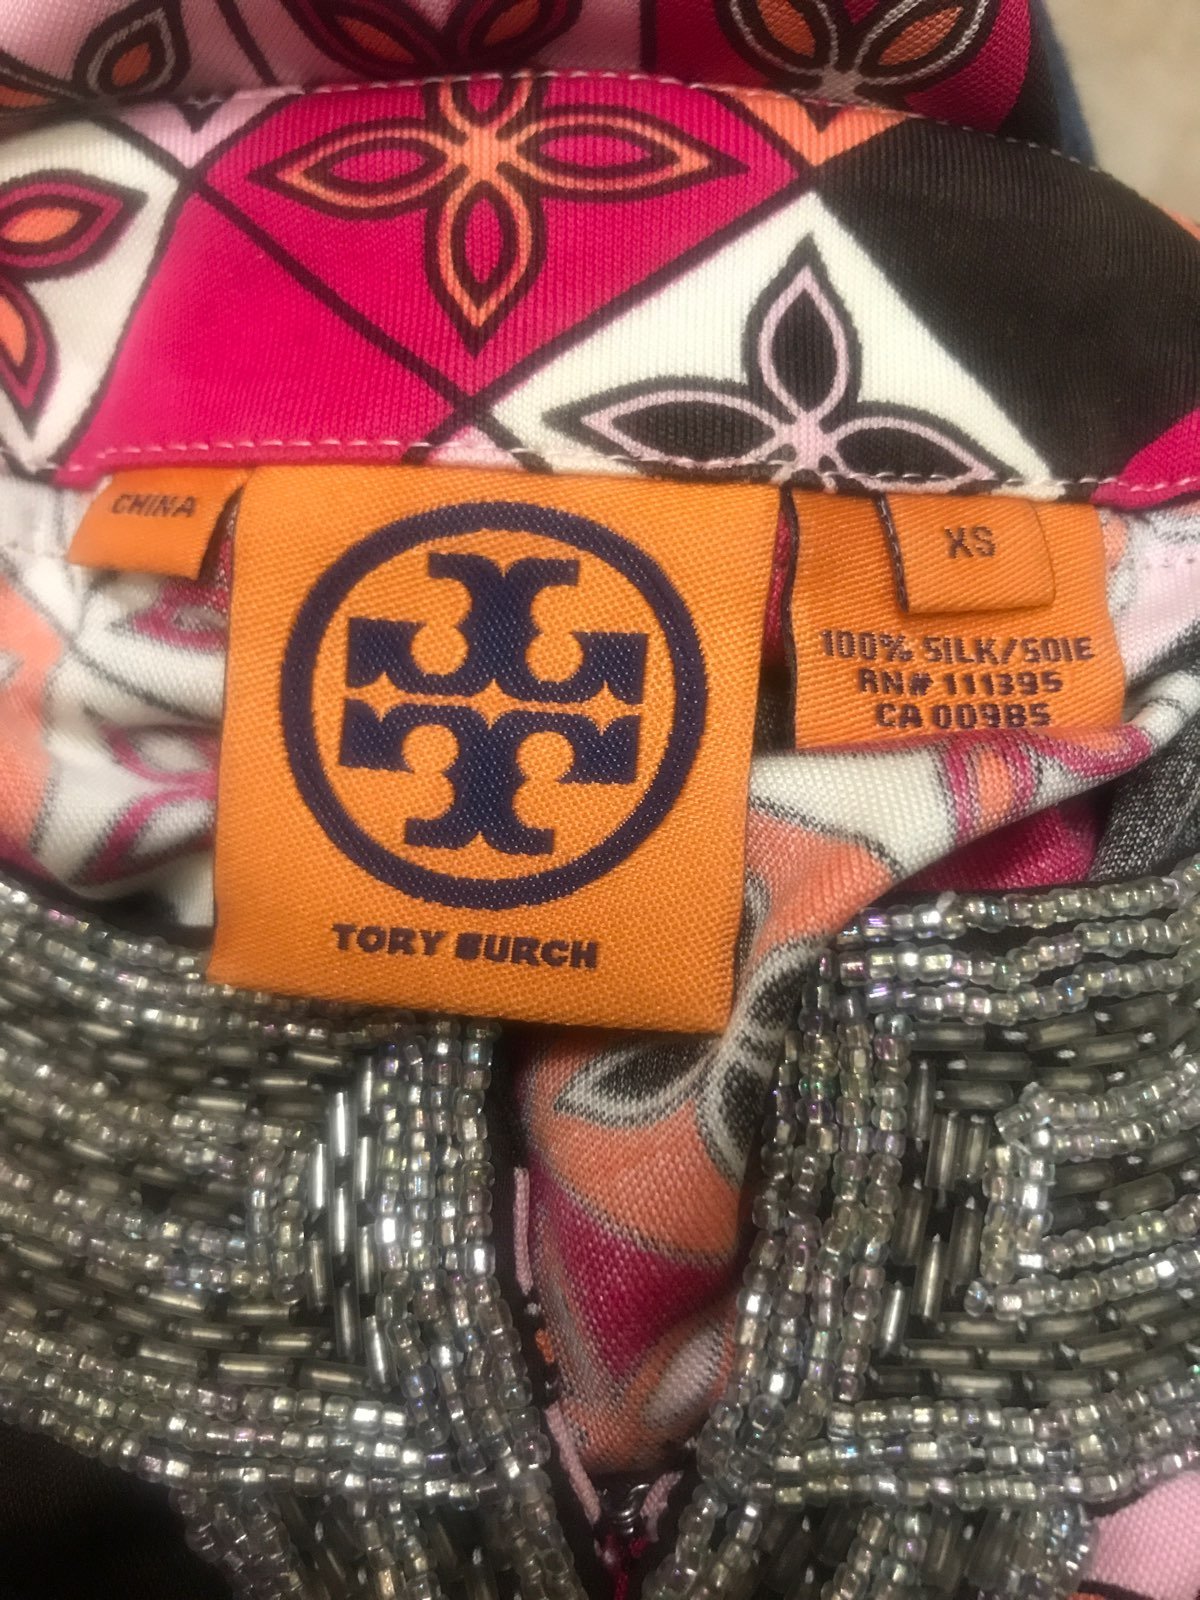 CHINA
TORY BURCH
XS
100% SILK/SOIE
RN# 111395
CA 00985